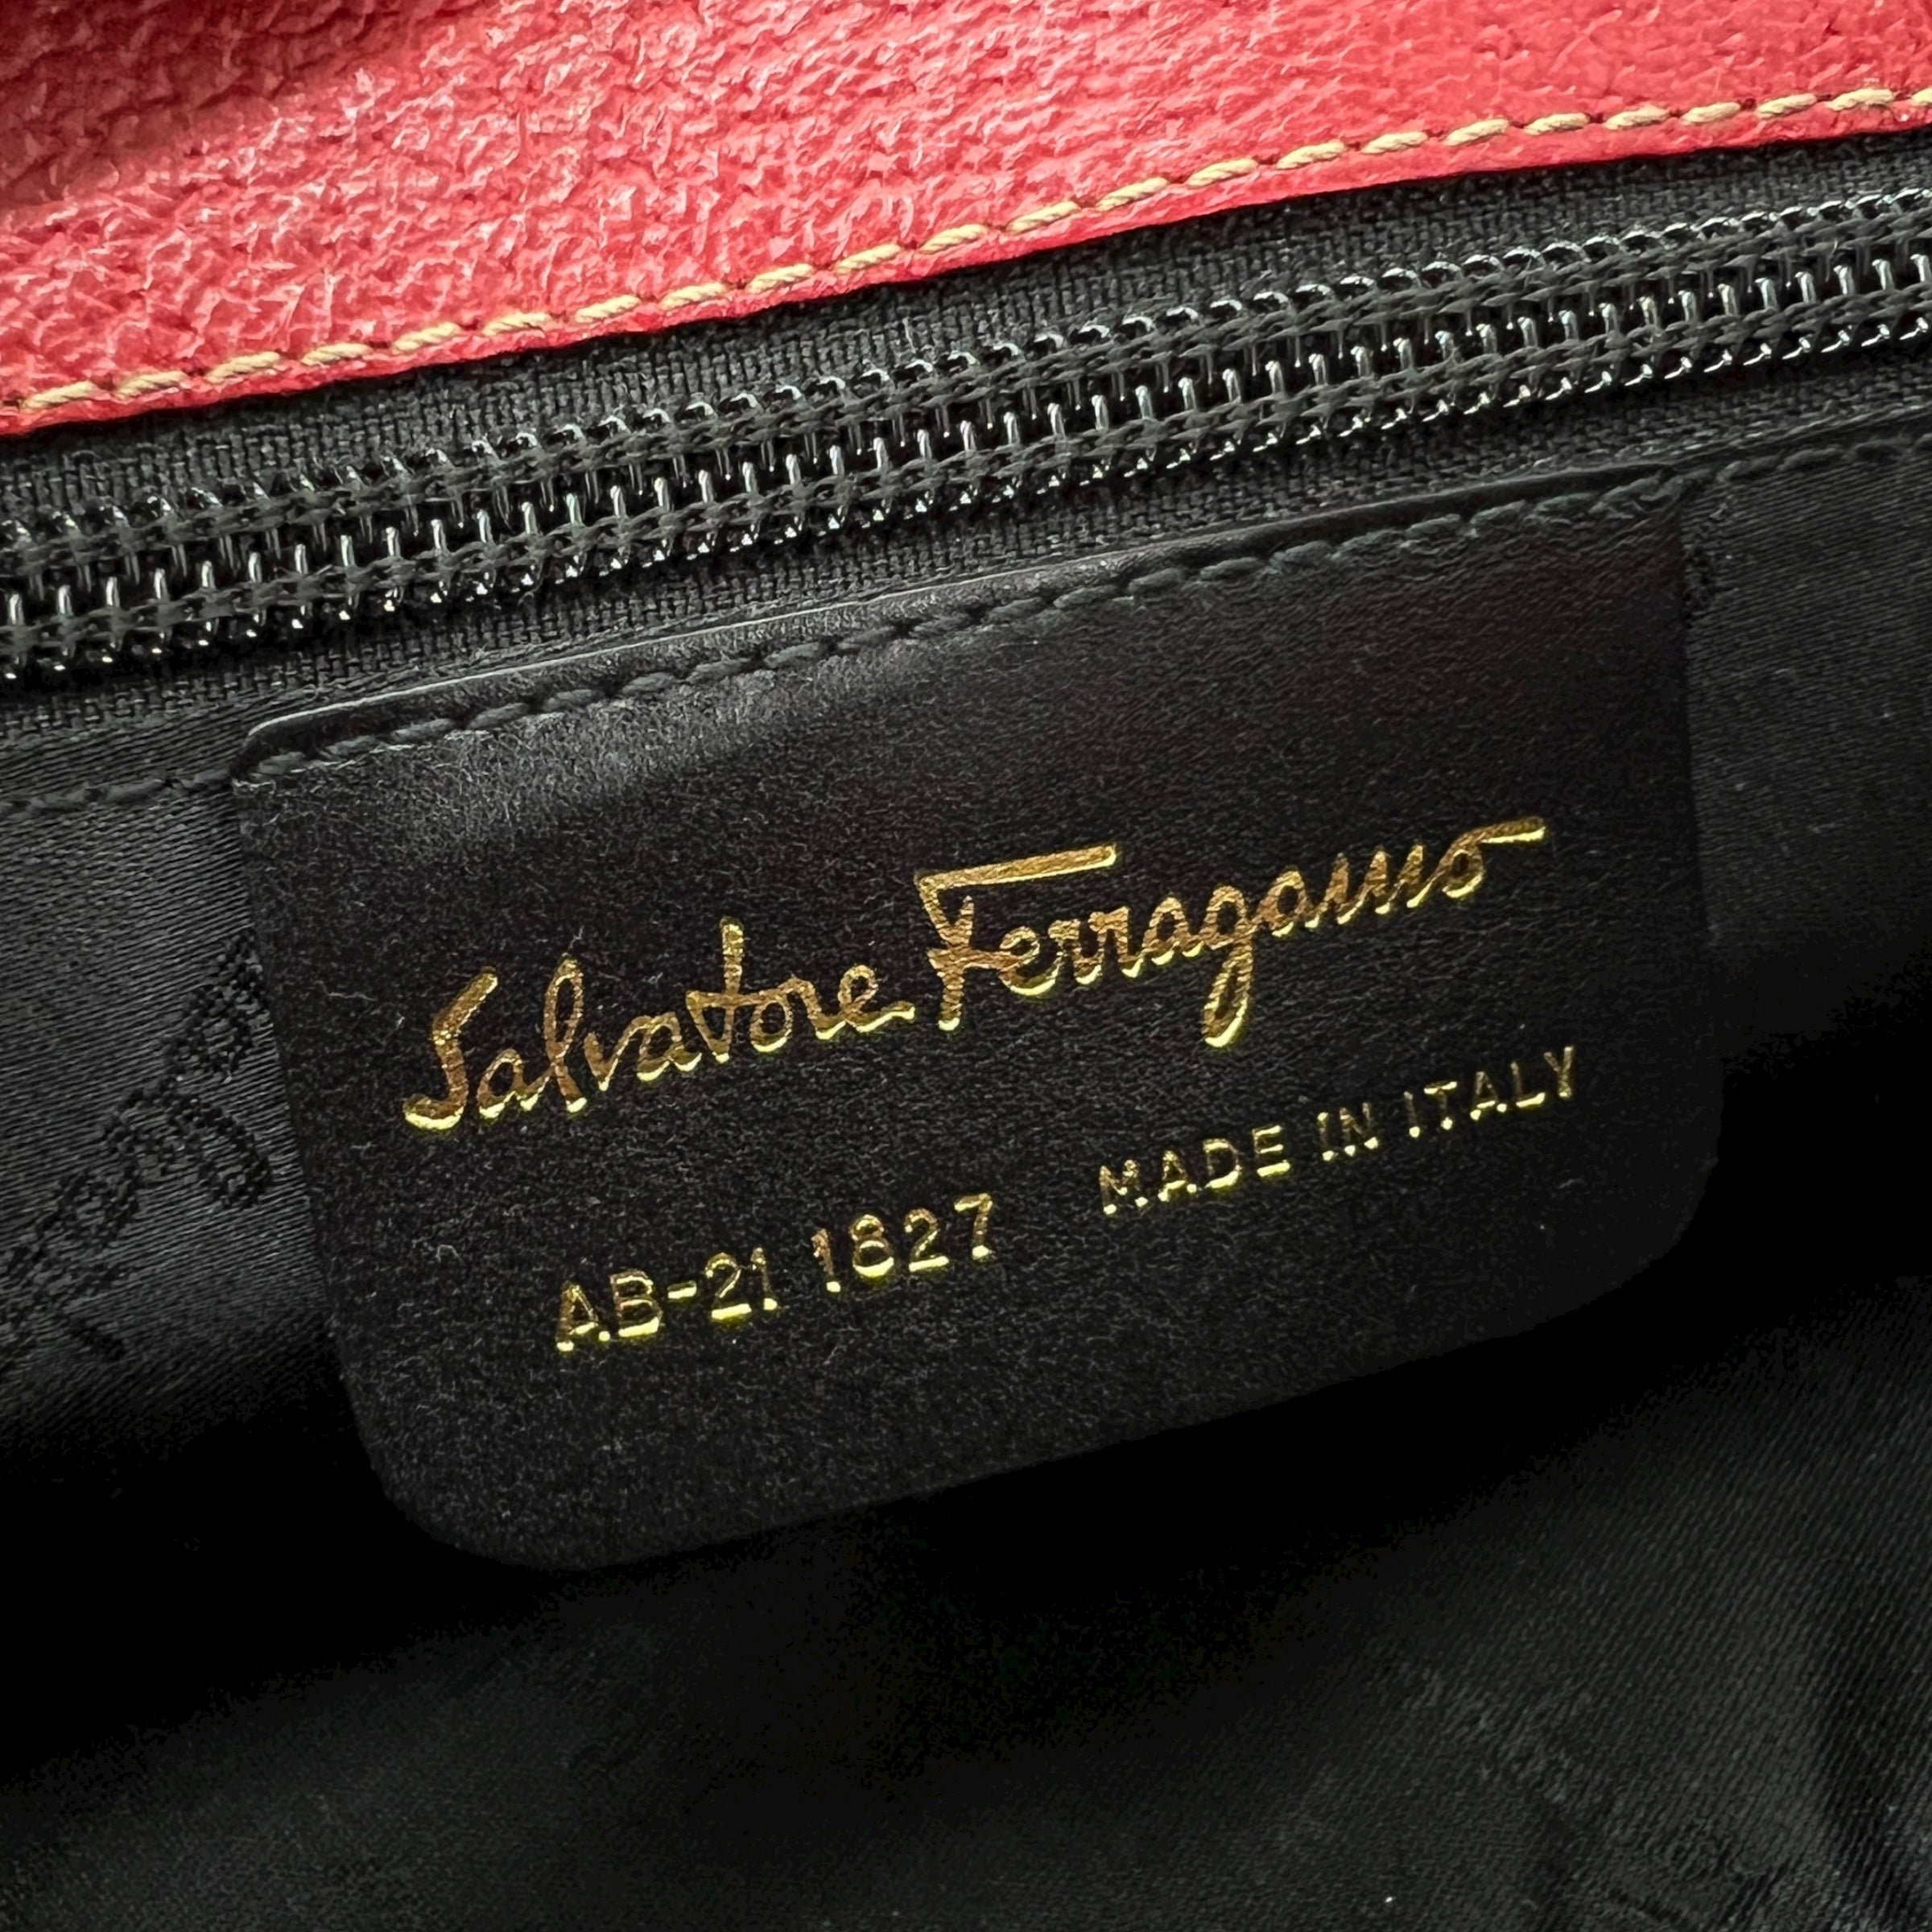 Salvatore Ferragamo
AB-21 1827 MADE IN ITALY